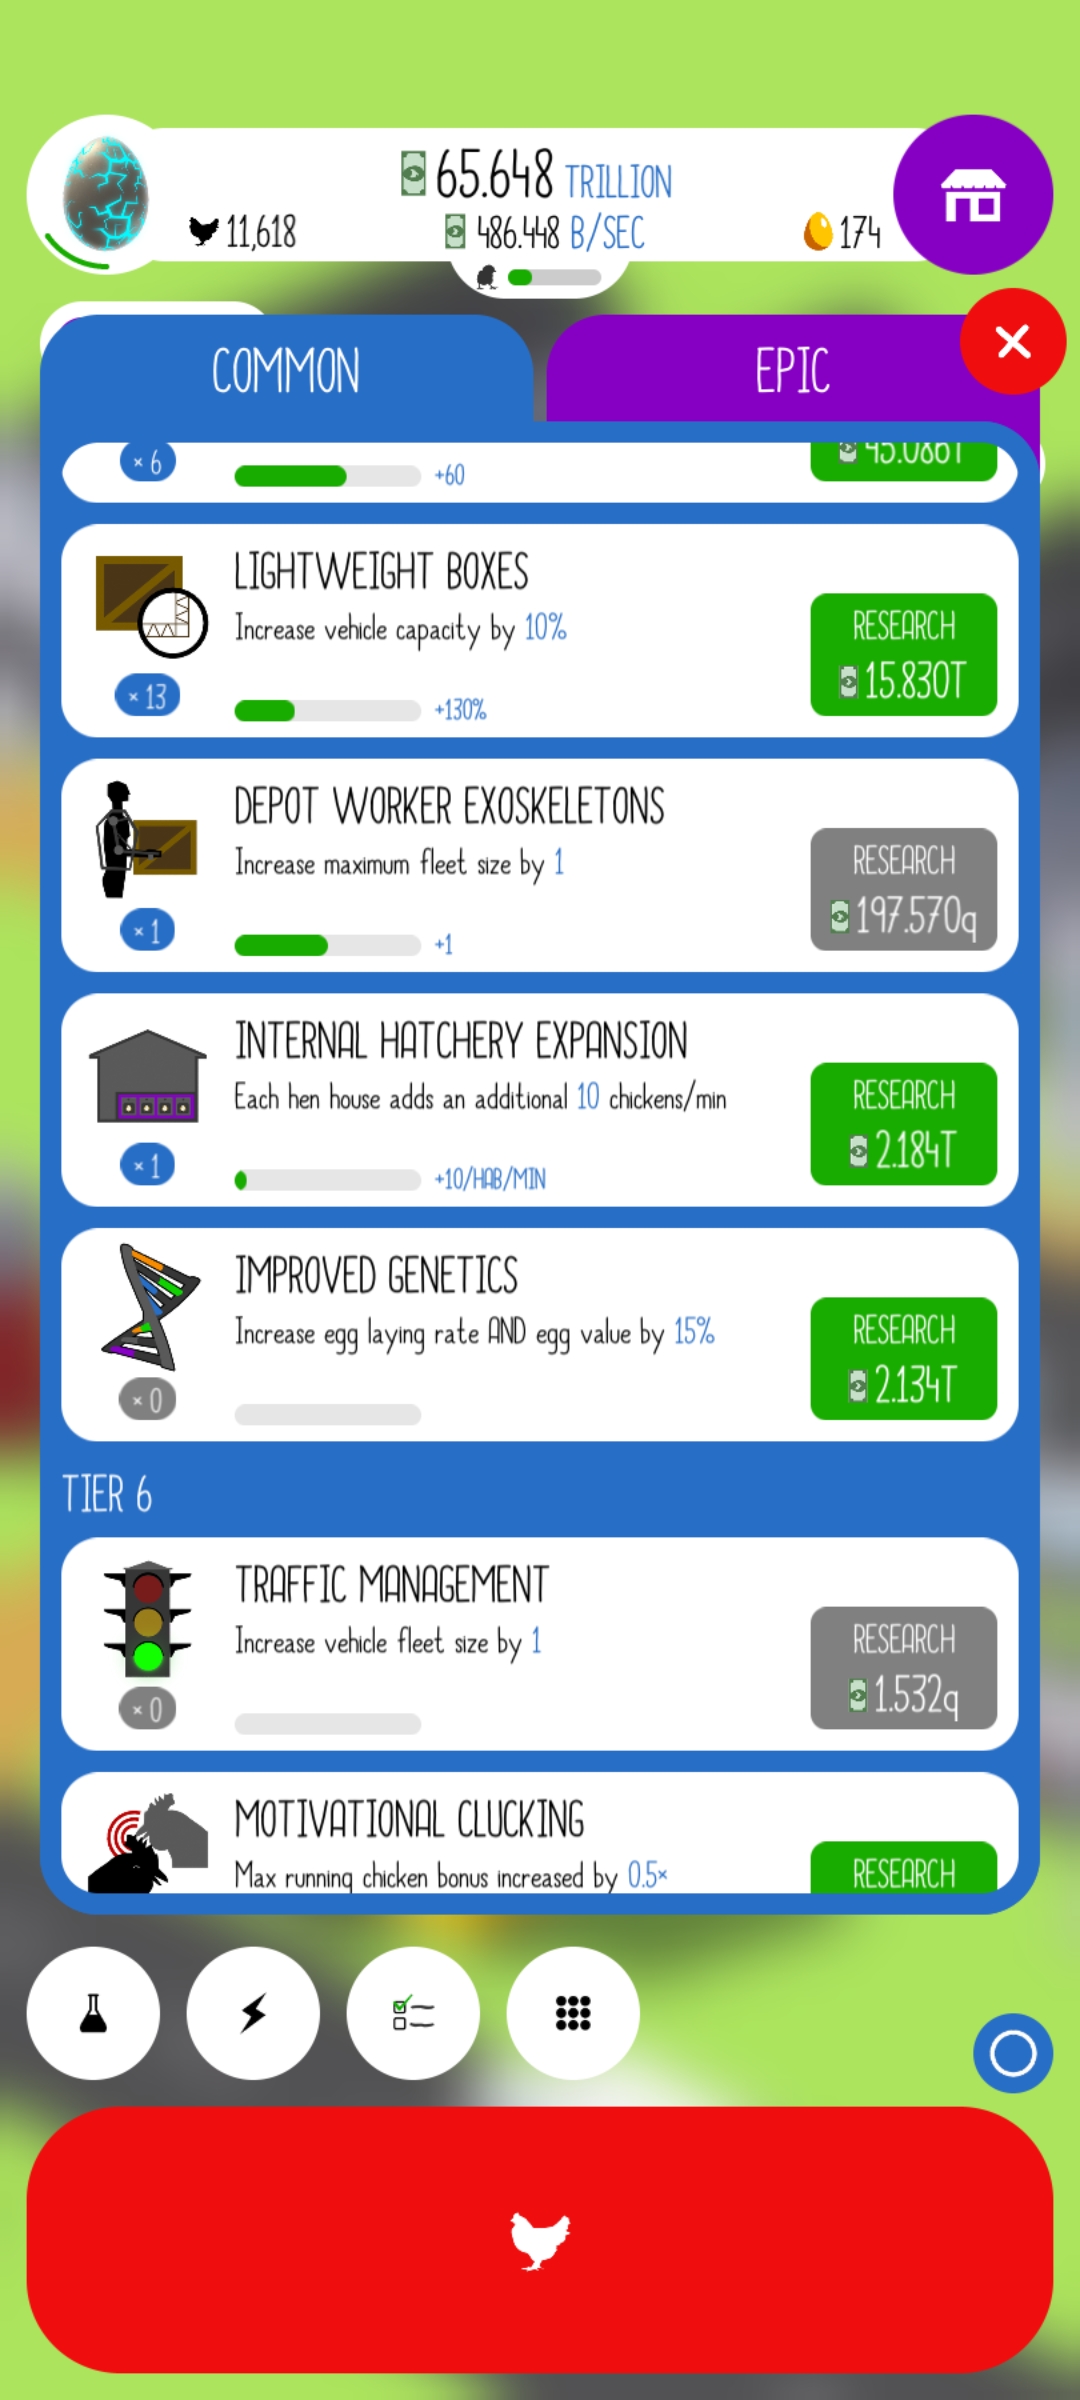 65.648 TRILLION
11,618
486.448 B/SEC
174
COMMON
EPIC
× 6
+60
45.086T
LIGHTWEIGHT BOXES
Increase vehicle capacity by 10%
× 13
+130%
RESEARCH
15.830T
DEPOT WORKER EXOSKELETONS
Increase maximum fleet size by 1
× 1
+1
RESEARCH
197.570q
INTERNAL HATCHERY EXPANSION
Each hen house adds an additional 10 chickens/min
× 1
+10/HAB/MIN
RESEARCH
2.184T
IMPROVED GENETICS
Increase egg laying rate AND egg value by 15%
× 0
RESEARCH
2.134T
TIER 6
TRAFFIC MANAGEMENT
Increase vehicle fleet size by 1
× 0
RESEARCH
1.532q
MOTIVATIONAL CLUCKING
Max running chicken bonus increased by 0.5×
RESEARCH